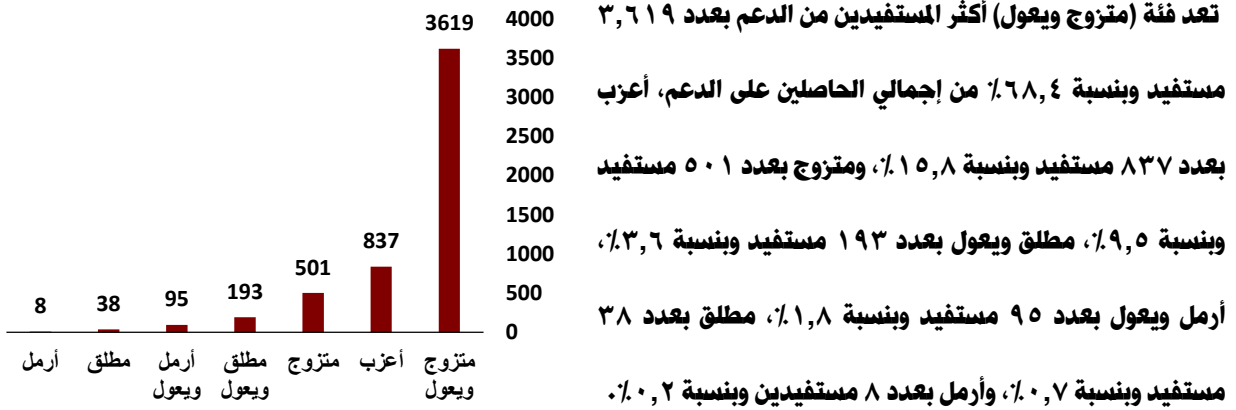 تعد فئة (متزوج ويعول) أكثر المستفيدين من الدعم بعدد ٣,٦١٩
مستفيد وبنسبة ٦٨,٤٪ من إجمالي الحاصلين على الدعم، أعزب
بعدد ٨٣٧ مستفيد وبنسبة ١٥,٨٪، ومتزوج بعدد ٥٠١ مستفيد
وبنسبة ٩,٥٪، مطلق ويعول بعدد ١٩٣ مستفيد وبنسبة ٣,٦٪،
أرمل ويعول بعدد ٩٥ مستفيد وبنسبة ١,٨٪، مطلق بعدد ٣٨
مستفيد وبنسبة ٠,٧٪، وأرمل بعدد ٨ مستفيدين وبنسبة ٠,٢٪.
4000
3500
3000
2500
2000
1500
1000
500
0
3619
837
501
193
95
38
8
متزوج ويعول
أعزب
متزوج
مطلق ويعول
أرمل ويعول
مطلق
أرمل